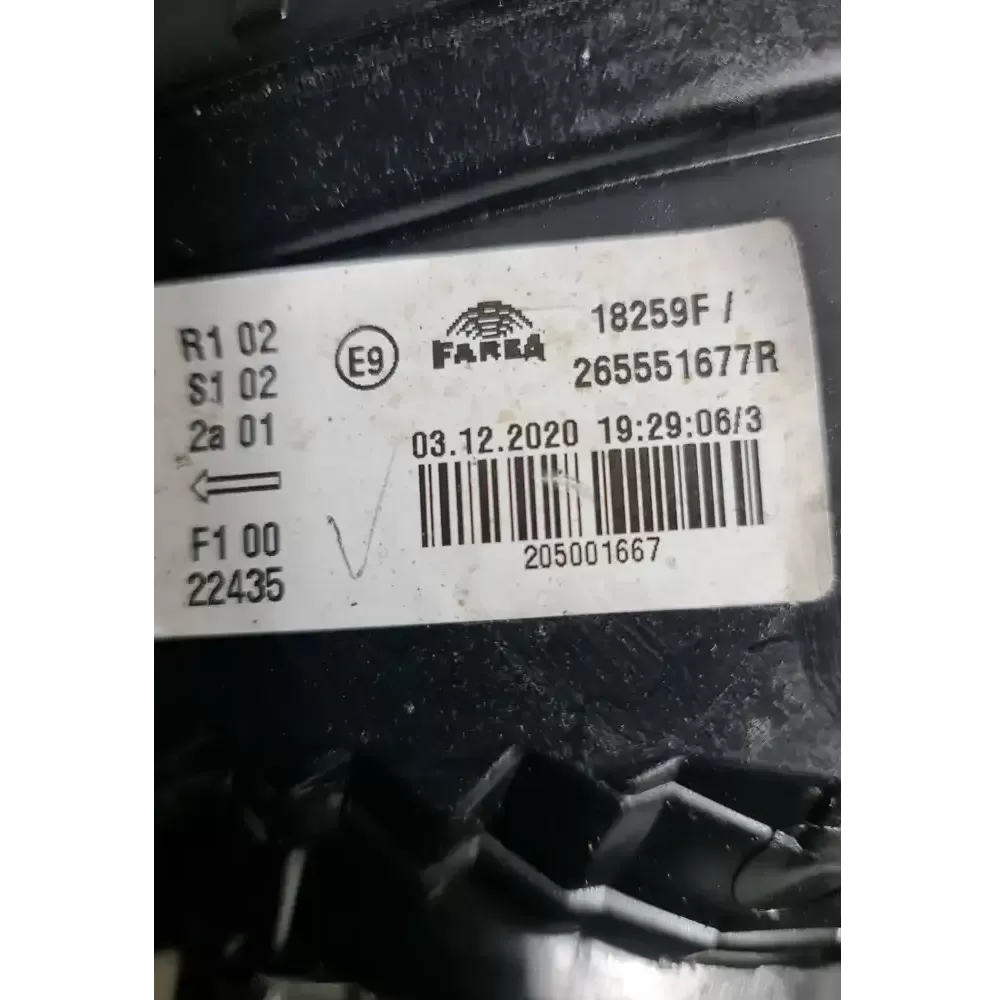 R1 02
S1 02
2a 01
F1 00
22435
E9
FARBA
18259F /
265551677R
03.12.2020 19:29:06/3
205001667